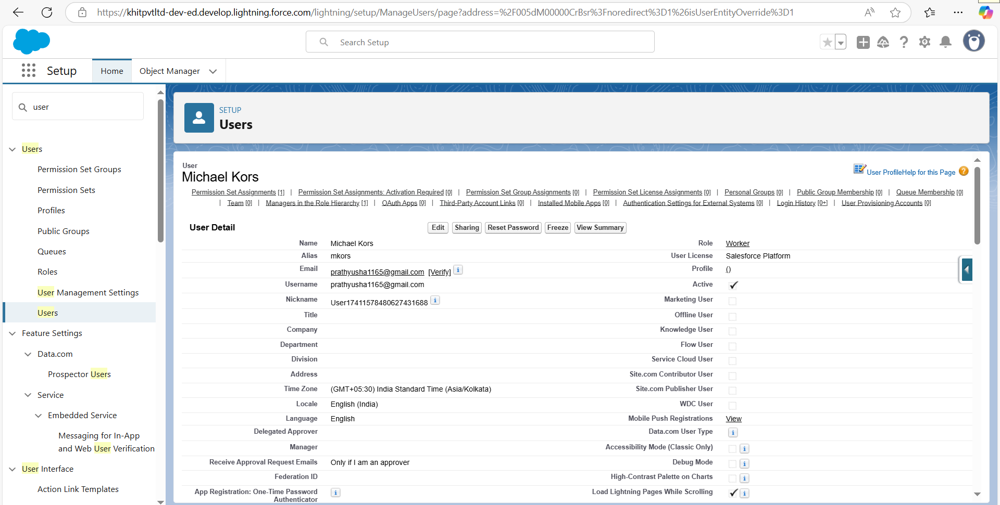 https://khitpvtltd-dev-ed.develop.lightning.force.com/lightning/setup/ManageUsers/page?address=%2F005dM00000CrBsr%3Fnoredirect%3D1%26isUserEntityOverride%3D1
Search Setup
Setup
Home
Object Manager
user
Users
Permission Set Groups
Permission Sets
Profiles
Public Groups
Queues
Roles
User Management Settings
Users
Feature Settings
Data.com
Prospector Users
Service
Embedded Service
Messaging for In-App
and Web User Verification
User Interface
Action Link Templates
SETUP
Users
User
Michael Kors
User Profile Help for this Page
Permission Set Assignments [1] | Permission Set Assignments: Activation Required [0] | Permission Set Group Assignments [0] | Permission Set License Assignments [0] | Personal Groups [0] | Public Group Membership [0] | Queue Membership [0]
| Team [0] | Managers in the Role Hierarchy [1] | OAuth Apps [0] | Third-Party Account Links [0] | Installed Mobile Apps [0] | Authentication Settings for External Systems [0] | Login History [0+] | User Provisioning Accounts [0]
User Detail Edit Sharing Reset Password Freeze View Summary
Name Michael Kors Role Worker
Alias mkors User License Salesforce Platform
Email prathyusha1165@gmail.com [Verify] i Profile ()
Username prathyusha1165@gmail.com Active
Nickname User17411578480627431688 i Marketing User
Title Offline User
Company Knowledge User
Department Flow User
Division Service Cloud User
Address Site.com Contributor User
Time Zone (GMT+05:30) India Standard Time (Asia/Kolkata) Site.com Publisher User
Locale English (India) WDC User
Language English Mobile Push Registrations View
Delegated Approver Data.com User Type i
Manager Accessibility Mode (Classic Only) i
Receive Approval Request Emails Only if I am an approver Debug Mode i
Federation ID High-Contrast Palette on Charts i
App Registration: One-Time Password i Load Lightning Pages While Scrolling i
Authenticator